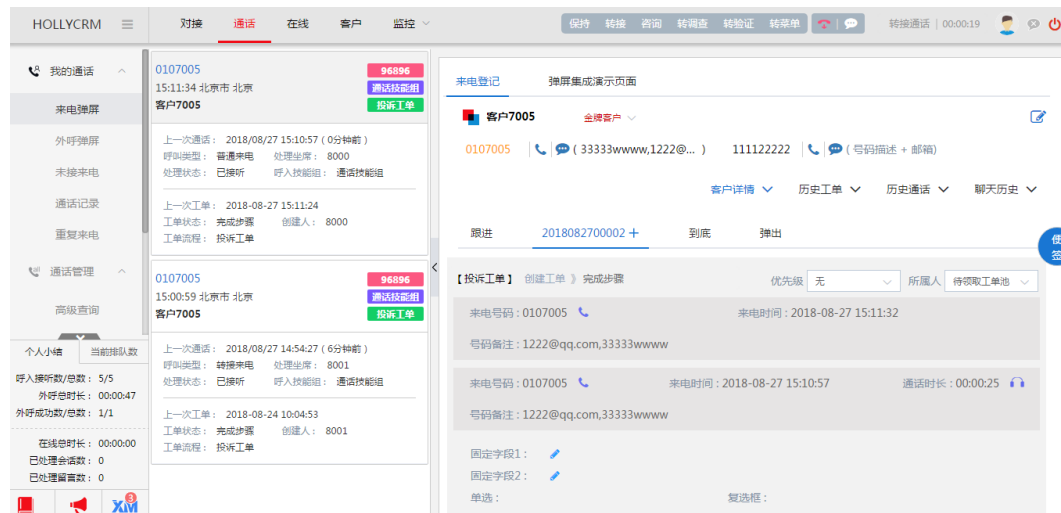 HOLLYCRM 对接 通话 在线 客户 监控 保持 转接 咨询 转调查 转验证 转菜单 转接通话 | 00:00:19
我的通话
来电弹屏
外呼弹屏
未接来电
通话记录
重复来电
通话管理
高级查询
个人小结 当前排队数
呼入接听数/总数： 5/5
外呼总时长： 00:00:47
外呼成功数/总数： 1/1
在线总时长： 00:00:00
已处理会话数： 0
已处理留言数： 0
XM 3
0107005 96896
15:11:34 北京市 北京 通话技能组
客户7005 投诉工单
上一次通话： 2018/08/27 15:10:57 ( 0分钟前 )
呼叫类型： 普通来电 处理坐席： 8000
处理状态： 已接听 呼入技能组： 通话技能组
上一次工单： 2018-08-27 15:11:24
工单状态： 完成步骤 创建人： 8000
工单流程： 投诉工单
0107005 96896
15:00:59 北京市 北京 通话技能组
客户7005 投诉工单
上一次通话： 2018/08/27 14:54:27 ( 6分钟前 )
呼叫类型： 转接来电 处理坐席： 8001
处理状态： 已接听 呼入技能组： 通话技能组
上一次工单： 2018-08-24 10:04:53
工单状态： 完成步骤 创建人： 8001
工单流程： 投诉工单
来电登记 弹屏集成演示页面
客户7005 金牌客户
0107005 ( 33333wwww,1222@... ) 111122222 ( 号码描述 + 邮箱)
客户详情 历史工单 历史通话 聊天历史
跟进 2018082700002 + 到底 弹出
便签
【投诉工单】 创建工单 》 完成步骤 优先级 无 所属人 待领取工单池
来电号码 : 0107005 来电时间 : 2018-08-27 15:11:32
号码备注 : 1222@qq.com,33333wwww
来电号码 : 0107005 来电时间 : 2018-08-27 15:10:57 通话时长 : 00:00:25
号码备注 : 1222@qq.com,33333wwww
固定字段1 :
固定字段2 :
单选 : 复选框 :